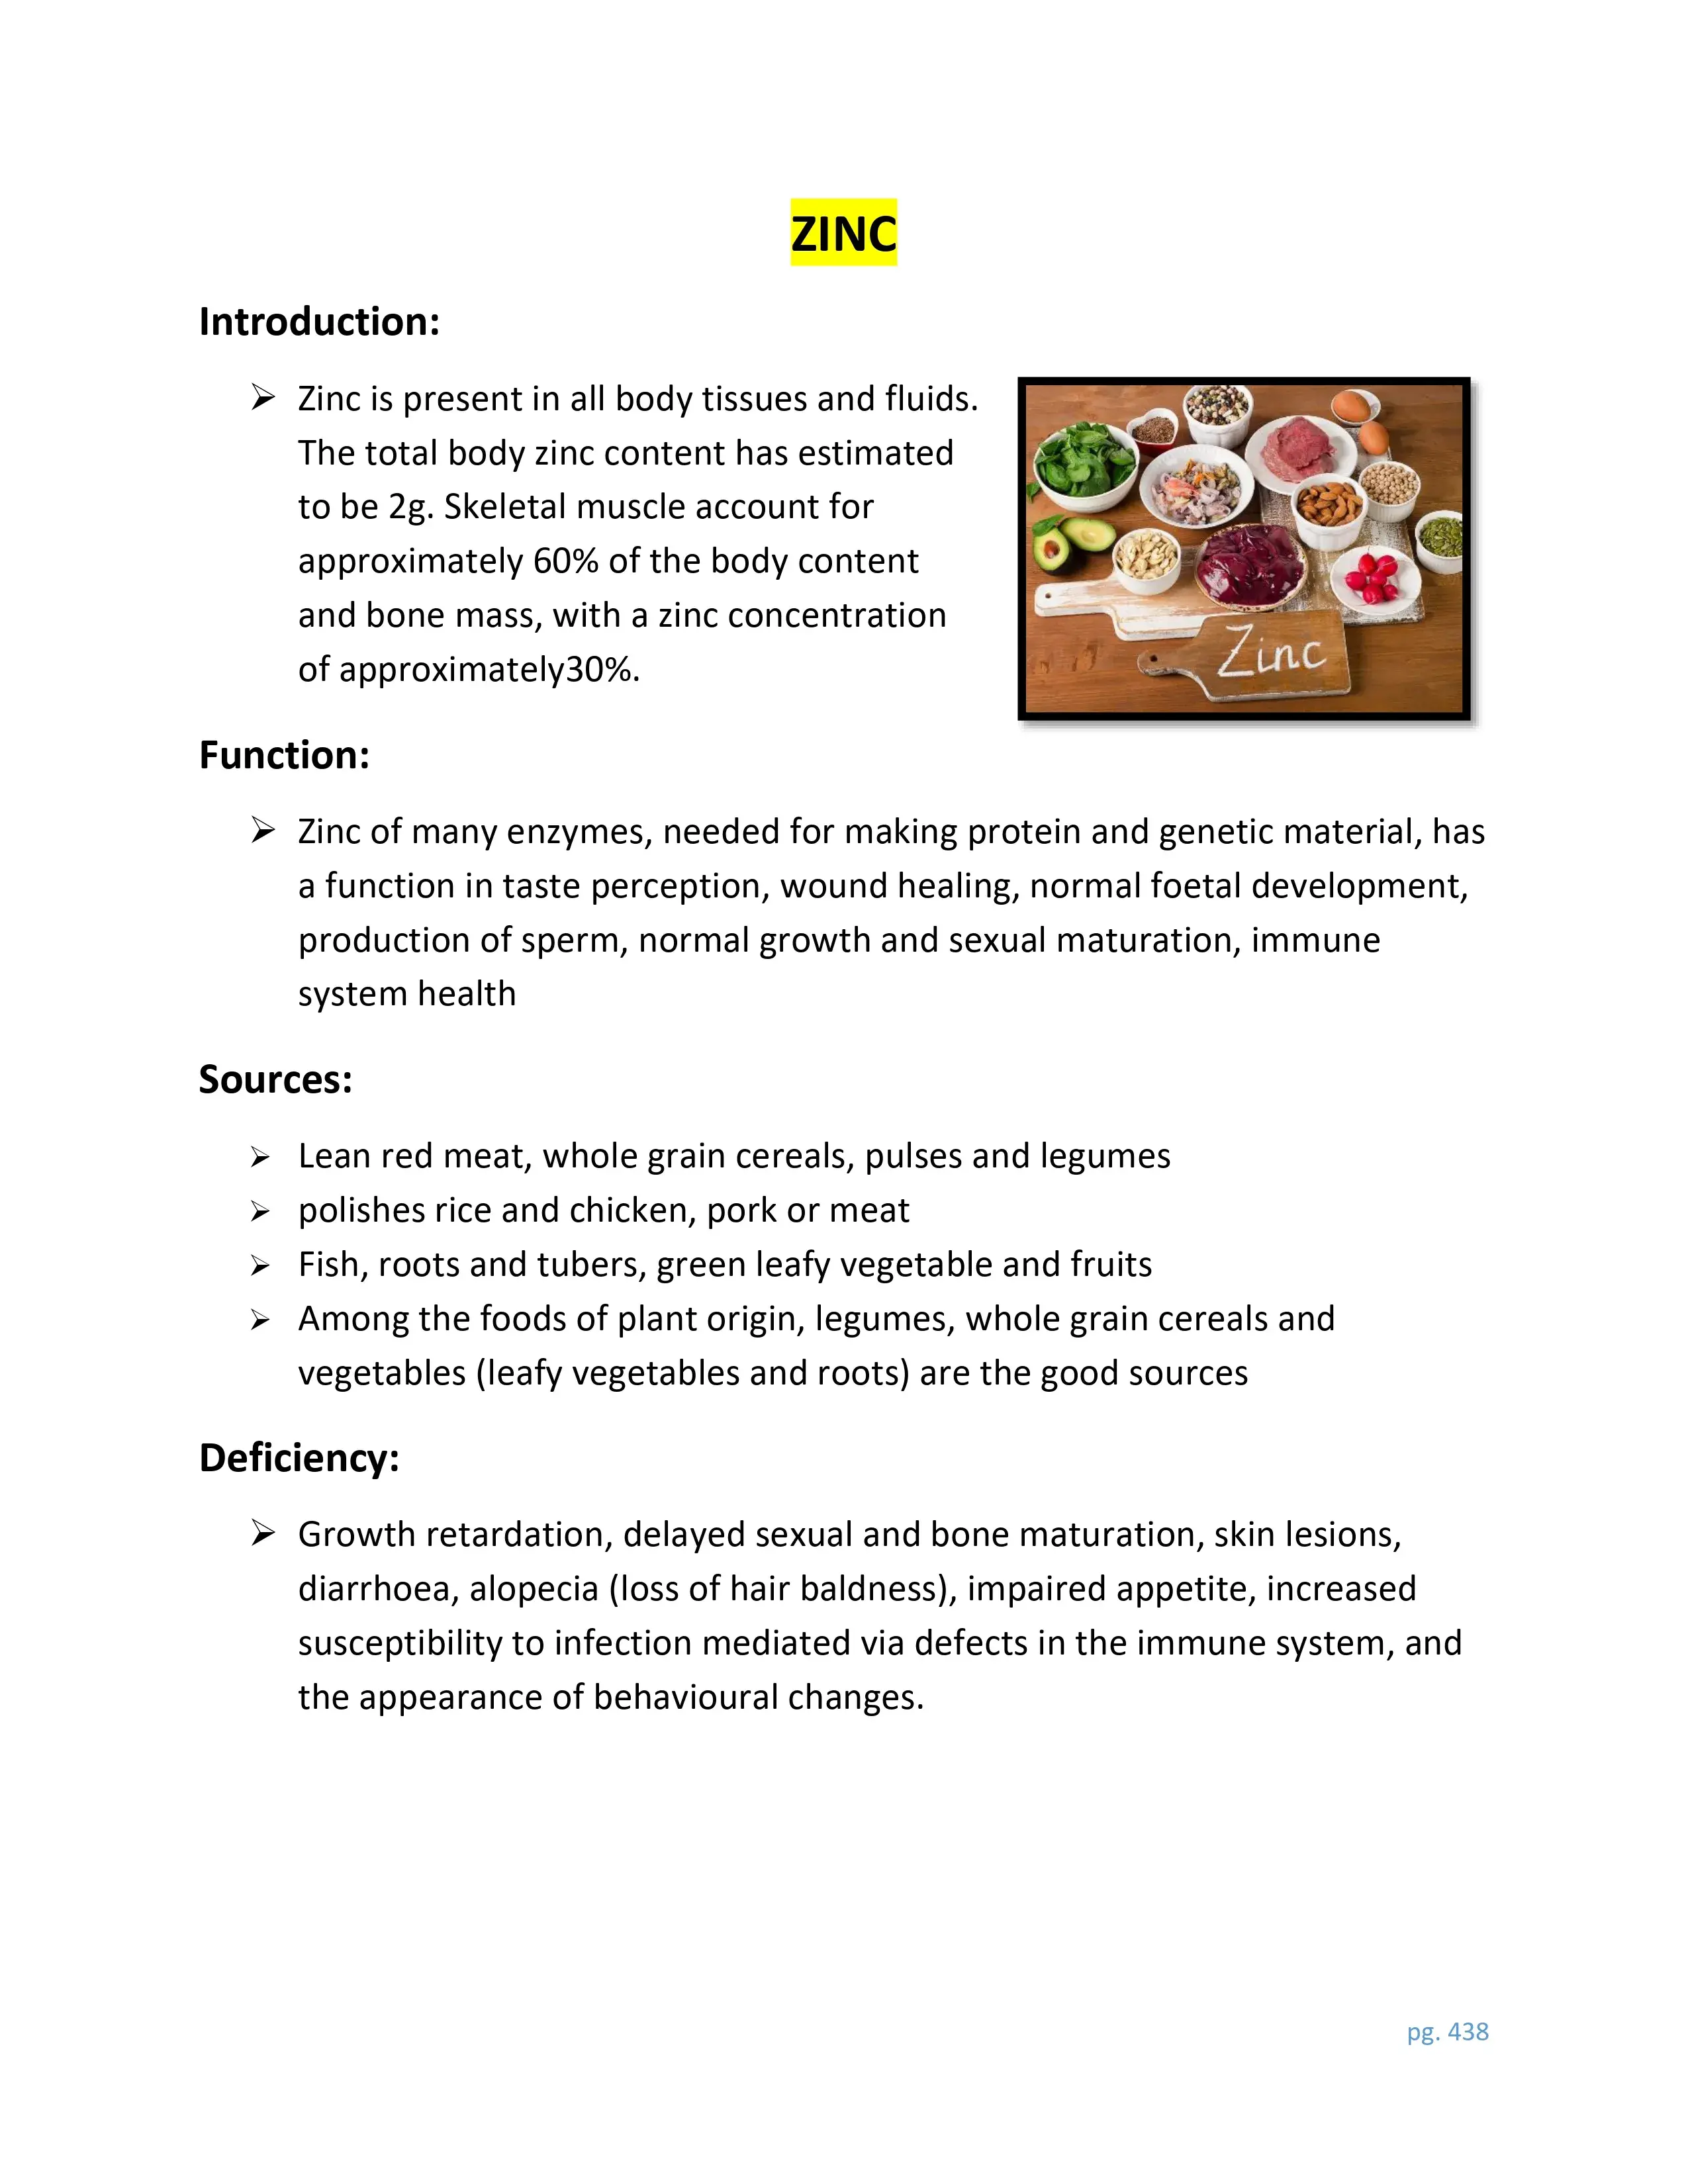 ZINC
Introduction:
➢ Zinc is present in all body tissues and fluids.
The total body zinc content has estimated
to be 2g. Skeletal muscle account for
approximately 60% of the body content
and bone mass, with a zinc concentration
of approximately30%.
Zinc
Function:
➢ Zinc of many enzymes, needed for making protein and genetic material, has
a function in taste perception, wound healing, normal foetal development,
production of sperm, normal growth and sexual maturation, immune
system health
Sources:
➢ Lean red meat, whole grain cereals, pulses and legumes
➢ polishes rice and chicken, pork or meat
➢ Fish, roots and tubers, green leafy vegetable and fruits
➢ Among the foods of plant origin, legumes, whole grain cereals and
vegetables (leafy vegetables and roots) are the good sources
Deficiency:
➢ Growth retardation, delayed sexual and bone maturation, skin lesions,
diarrhoea, alopecia (loss of hair baldness), impaired appetite, increased
susceptibility to infection mediated via defects in the immune system, and
the appearance of behavioural changes.
pg. 438